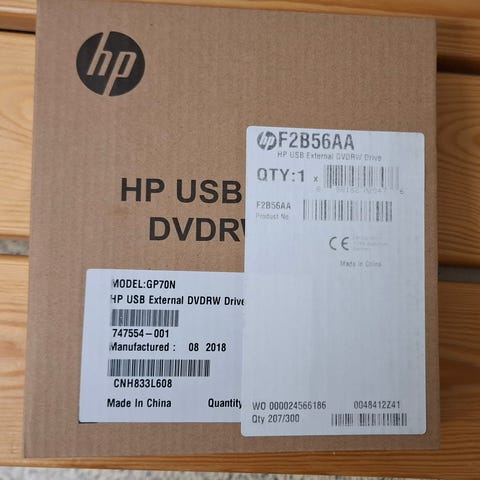 hp
HP USB
DVDRW
hp F2B56AA
HP USB External DVDRW Drive
QTY:1 x
F2B56AA
Product No
CE
Made in China
WO 000024566186
0048412Z41
Qty 207/300
MODEL:GP70N
HP USB External DVDRW Drive
747554-001
Manufactured : 08 2018
CNH833L608
Made In China
Quantity